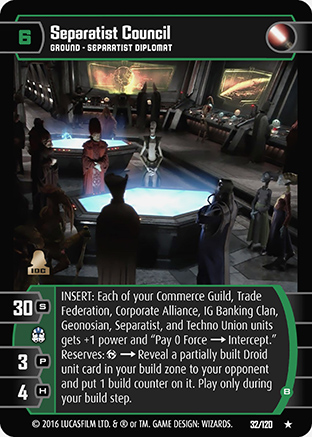 6
Separatist Council
GROUND - SEPARATIST DIPLOMAT
IDC
30 S
3 P
4 H
INSERT: Each of your Commerce Guild, Trade
Federation, Corporate Alliance, IG Banking Clan,
Geonosian, Separatist, and Techno Union units
gets +1 power and “Pay 0 Force → Intercept.”
Reserves: → Reveal a partially built Droid
unit card in your build zone to your opponent
and put 1 build counter on it. Play only during
your build step.
B
© 2016 LUCASFILM LTD. & ® or TM. GAME DESIGN: WIZARDS.
32/120 ★